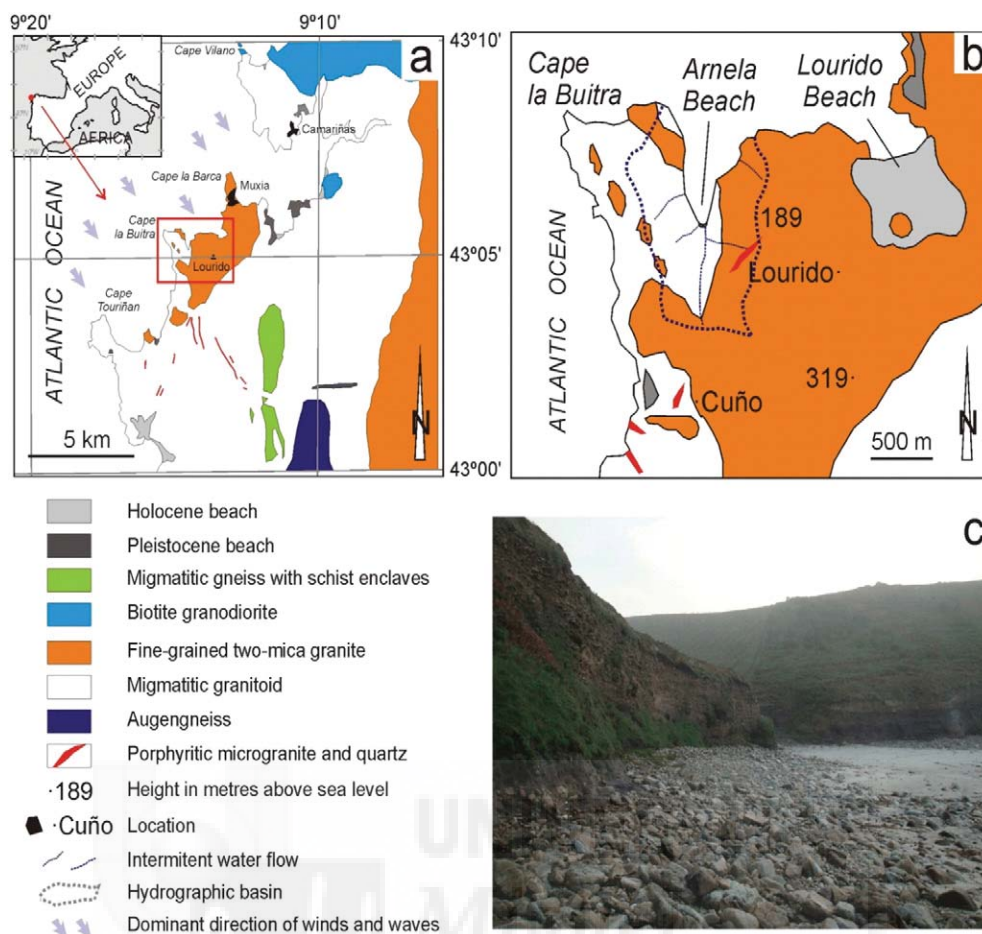 9º20'
9º10'
43º10'
43º05'
43º00'
a
EUROPE
AFRICA
Cape Vilano
Camariñas
Cape la Barca
Muxia
Cape
la Buitra
Lourido
Cape
Touriñan
ATLANTIC OCEAN
5 km
N
b
Cape
la Buitra
Arnela
Beach
Lourido
Beach
189
Lourido
319
Cuño
ATLANTIC OCEAN
500 m
N
Holocene beach
Pleistocene beach
Migmatitic gneiss with schist enclaves
Biotite granodiorite
Fine-grained two-mica granite
Migmatitic granitoid
Augengneiss
Porphyritic microgranite and quartz
·189 Height in metres above sea level
·Cuño Location
Intermitent water flow
Hydrographic basin
Dominant direction of winds and waves
c